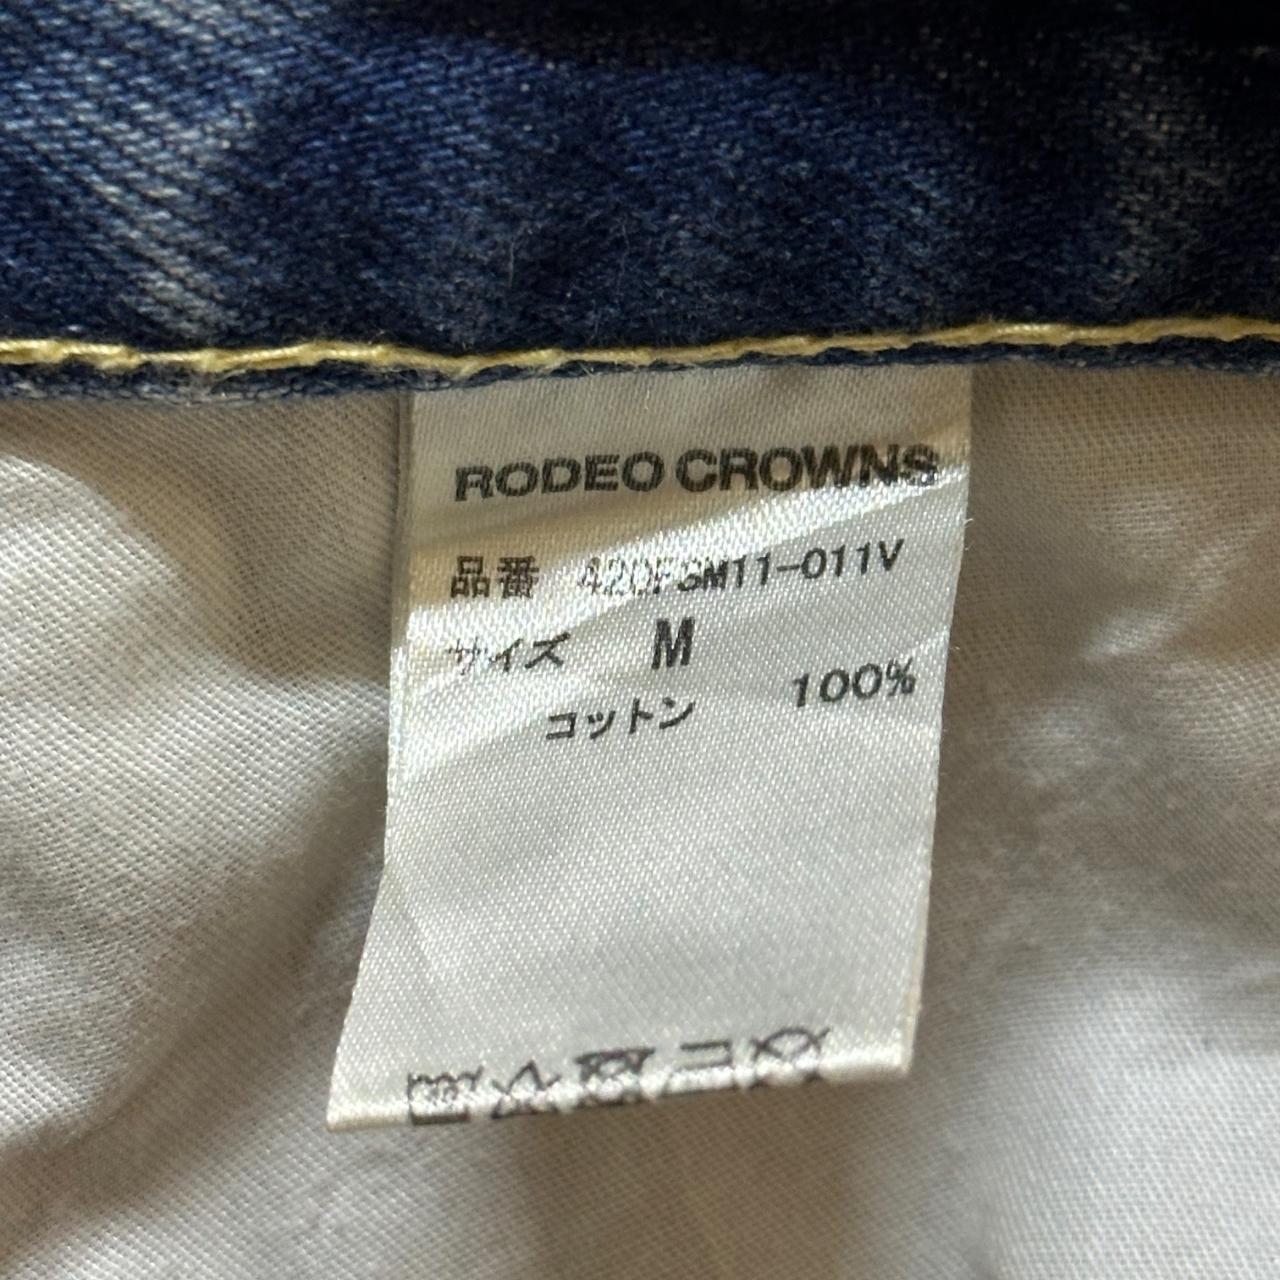 RODEO CROWNS
品番 420FSM11-011V
サイズ M
コットン 100%